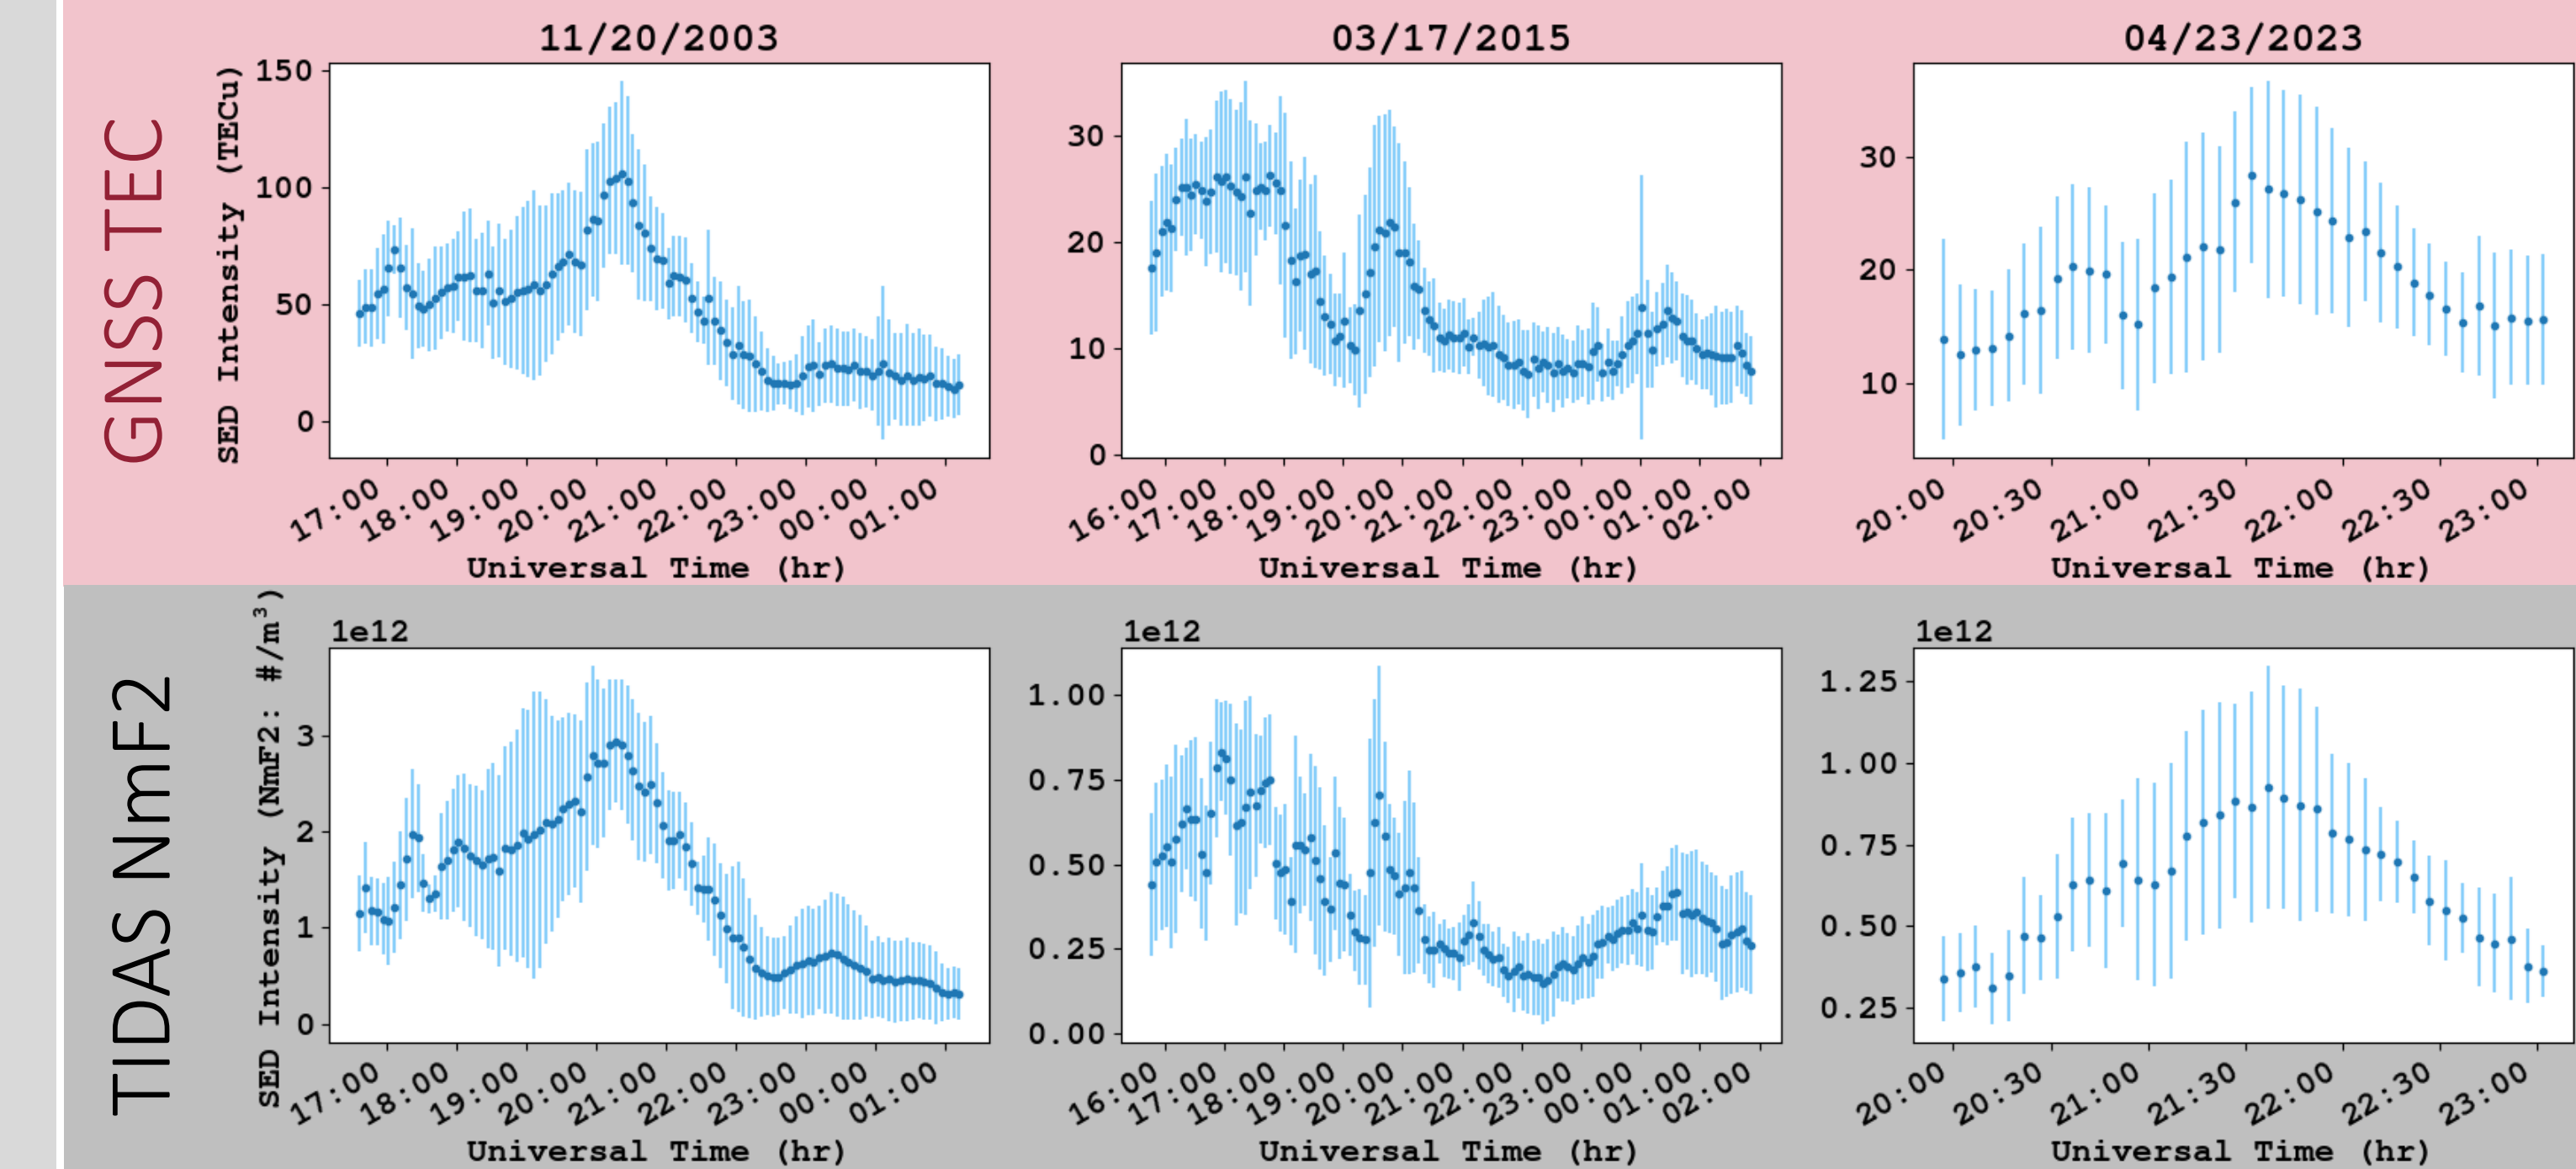 GNSS TEC
11/20/2003
SED Intensity (TECu)
150
100
50
0
17:00 18:00 19:00 20:00 21:00 22:00 23:00 00:00 01:00
Universal Time (hr)
03/17/2015
30
20
10
0
16:00 17:00 18:00 19:00 20:00 21:00 22:00 23:00 00:00 01:00 02:00
Universal Time (hr)
04/23/2023
30
20
10
20:00 20:30 21:00 21:30 22:00 22:30 23:00
Universal Time (hr)
TIDAS NmF2
SED Intensity (NmF2: #/m³)
1e12
3
2
1
0
17:00 18:00 19:00 20:00 21:00 22:00 23:00 00:00 01:00
Universal Time (hr)
1e12
1.00
0.75
0.50
0.25
0.00
16:00 17:00 18:00 19:00 20:00 21:00 22:00 23:00 00:00 01:00 02:00
Universal Time (hr)
1e12
1.25
1.00
0.75
0.50
0.25
20:00 20:30 21:00 21:30 22:00 22:30 23:00
Universal Time (hr)